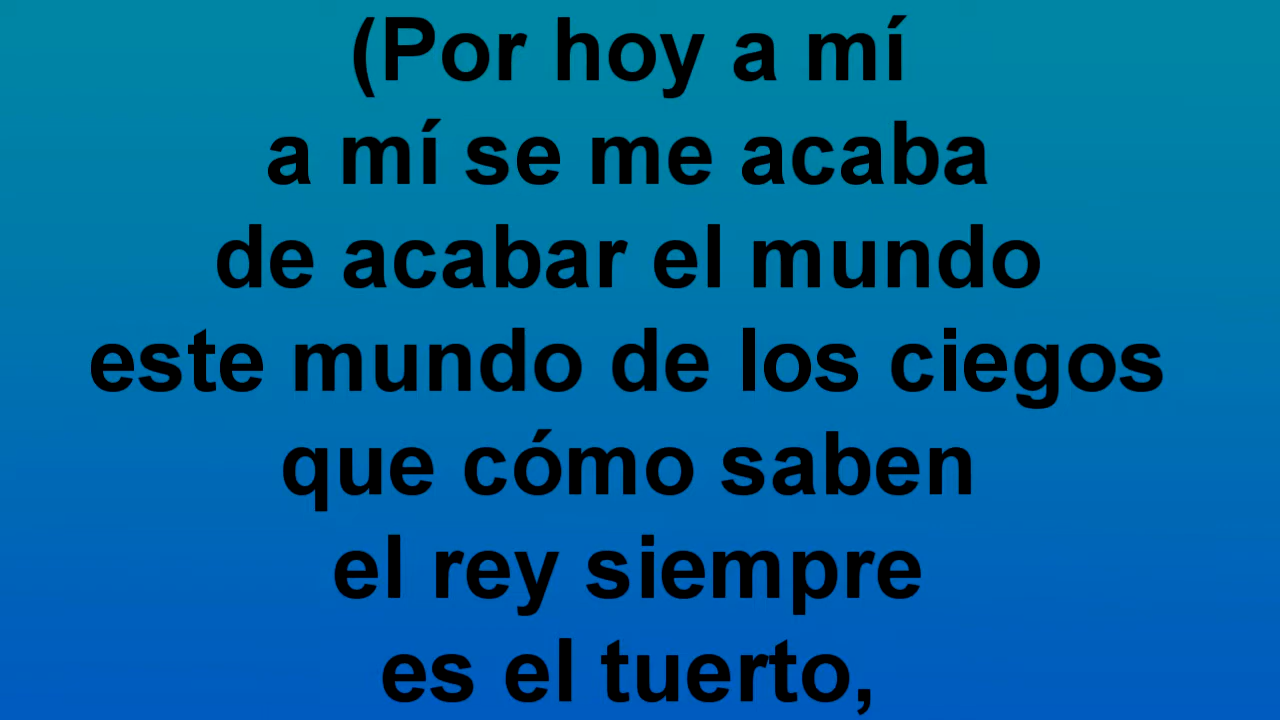 (Por hoy a mí
a mí se me acaba
de acabar el mundo
este mundo de los ciegos
que cómo saben
el rey siempre
es el tuerto,